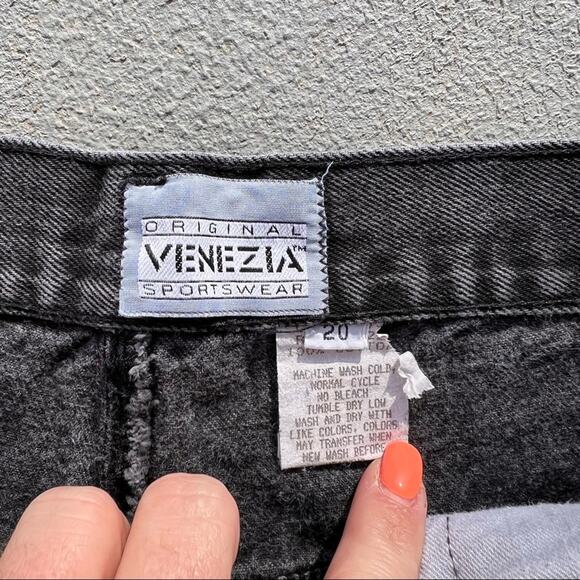 ORIGINAL
VENEZIA™
SPORTSWEAR
20
100%
MACHINE WASH COLD,
NORMAL CYCLE
NO BLEACH
TUMBLE DRY LOW
WASH AND DRY WITH
LIKE COLORS, COLORS
MAY TRANSFER WHEN
NEW WASH BEFORE